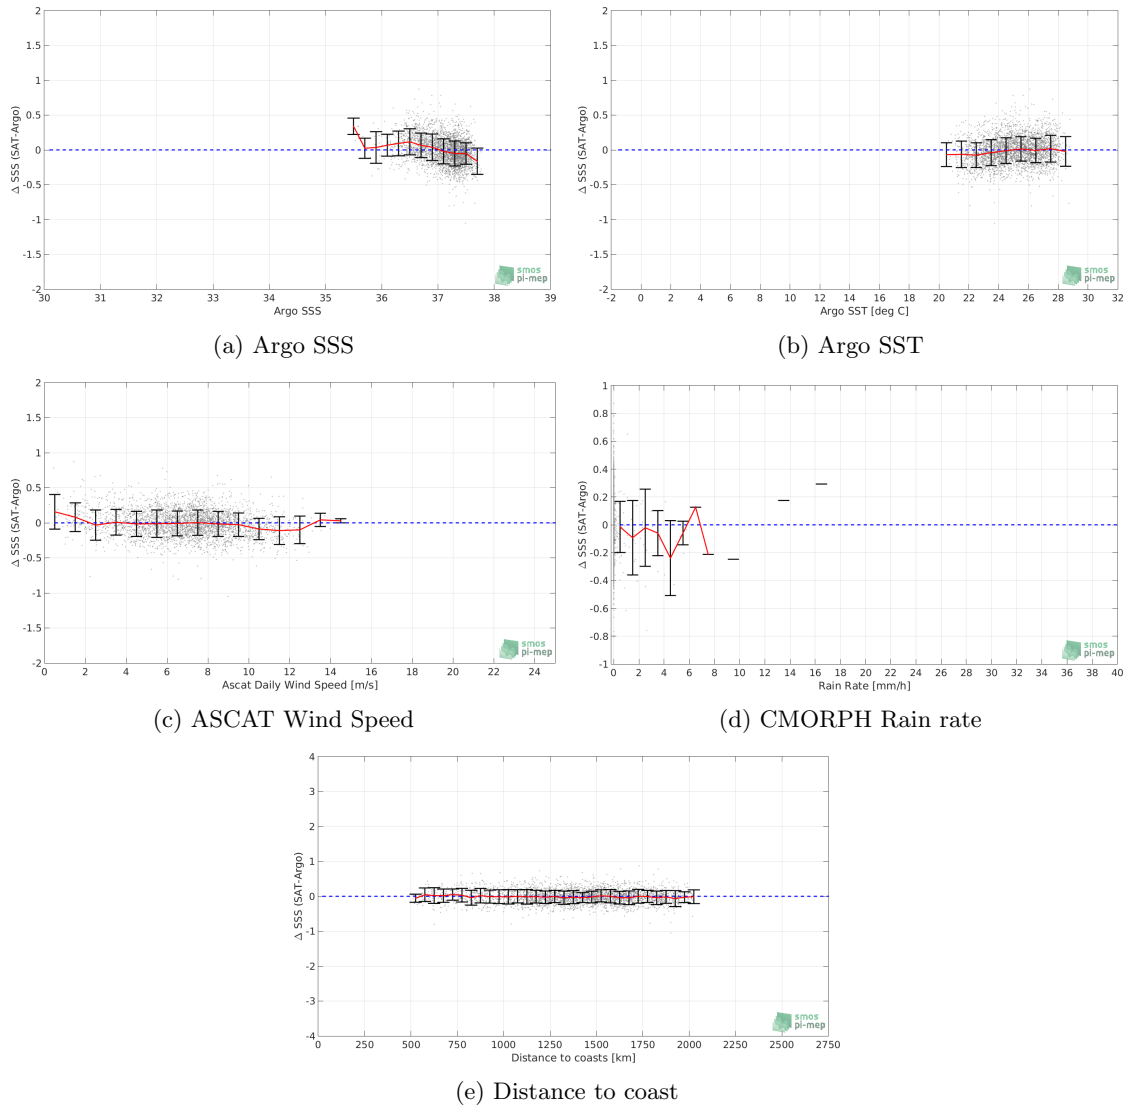 2
1.5
1
0.5
0
-0.5
-1
-1.5
-2
Δ SSS (SAT-Argo)
30 31 32 33 34 35 36 37 38 39
Argo SSS
smos
pi-mep
(a) Argo SSS
2
1.5
1
0.5
0
-0.5
-1
-1.5
-2
Δ SSS (SAT-Argo)
-2 0 2 4 6 8 10 12 14 16 18 20 22 24 26 28 30 32
Argo SST [deg C]
smos
pi-mep
(b) Argo SST
2
1.5
1
0.5
0
-0.5
-1
-1.5
-2
Δ SSS (SAT-Argo)
0 2 4 6 8 10 12 14 16 18 20 22 24
Ascat Daily Wind Speed [m/s]
smos
pi-mep
(c) ASCAT Wind Speed
1
0.8
0.6
0.4
0.2
0
-0.2
-0.4
-0.6
-0.8
-1
Δ SSS (SAT-Argo)
0 2 4 6 8 10 12 14 16 18 20 22 24 26 28 30 32 34 36 38 40
Rain Rate [mm/h]
smos
pi-mep
(d) CMORPH Rain rate
4
3
2
1
0
-1
-2
-3
-4
Δ SSS (SAT-Argo)
0 250 500 750 1000 1250 1500 1750 2000 2250 2500 2750
Distance to coasts [km]
smos
pi-mep
(e) Distance to coast